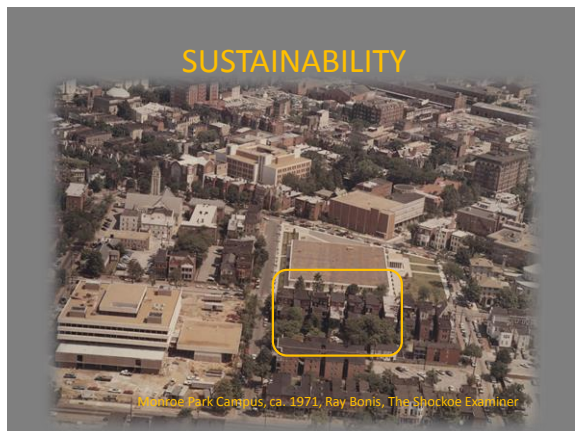 SUSTAINABILITY
Monroe Park Campus, ca. 1971, Ray Bonis, The Shockoe Examiner